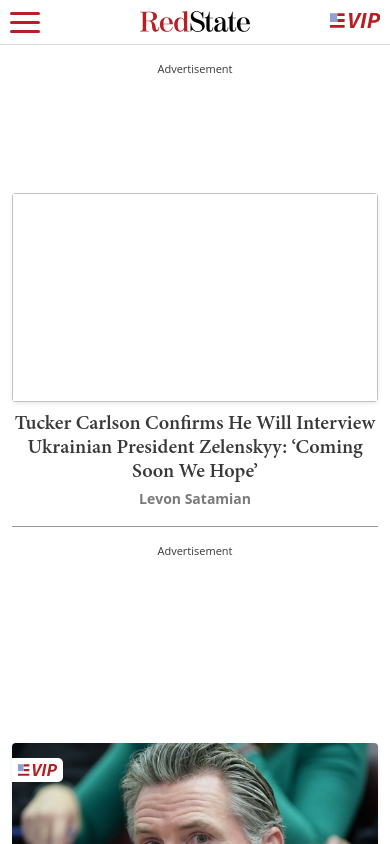 RedState
VIP
Advertisement
Tucker Carlson Confirms He Will Interview
Ukrainian President Zelenskyy: ‘Coming
Soon We Hope’
Levon Satamian
Advertisement
VIP